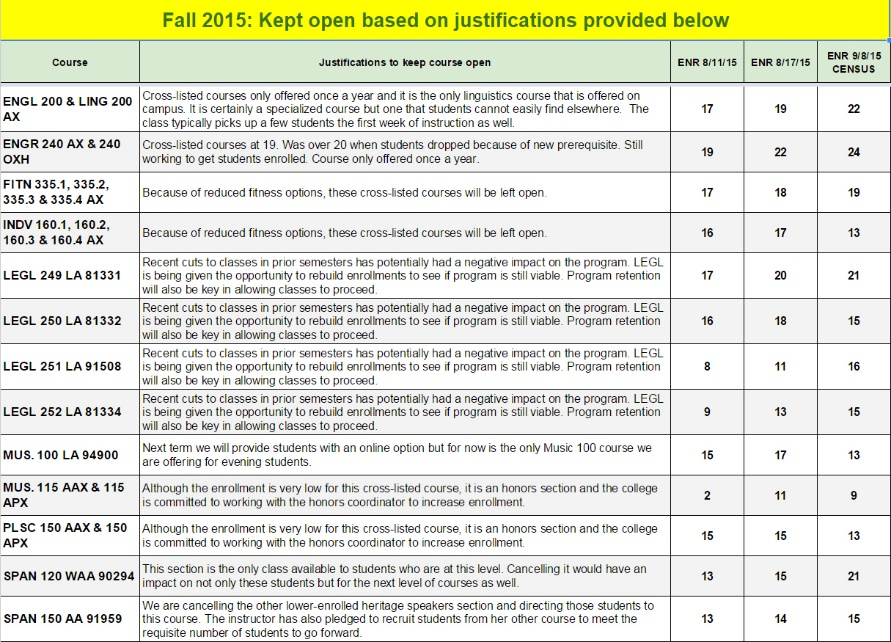 Fall 2015: Kept open based on justifications provided below
Course
Justifications to keep course open
ENR 8/11/15
ENR 8/17/15
ENR 9/8/15
CENSUS
ENGL 200 & LING 200
AX
Cross-listed courses only offered once a year and it is the only linguistics course that is offered on
campus. It is certainly a specialized course but one that students cannot easily find elsewhere. The
class typically picks up a few students the first week of instruction as well.
17
19
22
ENGR 240 AX & 240
OXH
Cross-listed courses at 19. Was over 20 when students dropped because of new prerequisite. Still
working to get students enrolled. Course only offered once a year.
19
22
24
FITN 335.1, 335.2,
335.3 & 335.4 AX
Because of reduced fitness options, these cross-listed courses will be left open.
17
18
19
INDV 160.1, 160.2,
160.3 & 160.4 AX
Because of reduced fitness options, these cross-listed courses will be left open.
16
17
13
LEGL 249 LA 81331
Recent cuts to classes in prior semesters has potentially had a negative impact on the program. LEGL
is being given the opportunity to rebuild enrollments to see if program is still viable. Program retention
will also be key in allowing classes to proceed.
17
20
21
LEGL 250 LA 81332
Recent cuts to classes in prior semesters has potentially had a negative impact on the program. LEGL
is being given the opportunity to rebuild enrollments to see if program is still viable. Program retention
will also be key in allowing classes to proceed.
16
18
15
LEGL 251 LA 91508
Recent cuts to classes in prior semesters has potentially had a negative impact on the program. LEGL
is being given the opportunity to rebuild enrollments to see if program is still viable. Program retention
will also be key in allowing classes to proceed.
8
11
16
LEGL 252 LA 81334
Recent cuts to classes in prior semesters has potentially had a negative impact on the program. LEGL
is being given the opportunity to rebuild enrollments to see if program is still viable. Program retention
will also be key in allowing classes to proceed.
9
13
15
MUS. 100 LA 94900
Next term we will provide students with an online option but for now is the only Music 100 course we
are offering for evening students.
15
17
13
MUS. 115 AAX & 115
APX
Although the enrollment is very low for this cross-listed course, it is an honors section and the college
is committed to working with the honors coordinator to increase enrollment.
2
11
9
PLSC 150 AAX & 150
APX
Although the enrollment is very low for this cross-listed course, it is an honors section and the college
is committed to working with the honors coordinator to increase enrollment.
15
15
13
SPAN 120 WAA 90294
This section is the only class available to students who are at this level. Cancelling it would have an
impact on not only these students but for the next level of courses as well.
13
15
21
SPAN 150 AA 91959
We are cancelling the other lower-enrolled heritage speakers section and directing those students to
this course. The instructor has also pledged to recruit students from her other course to meet the
requisite number of students to go forward.
13
14
15